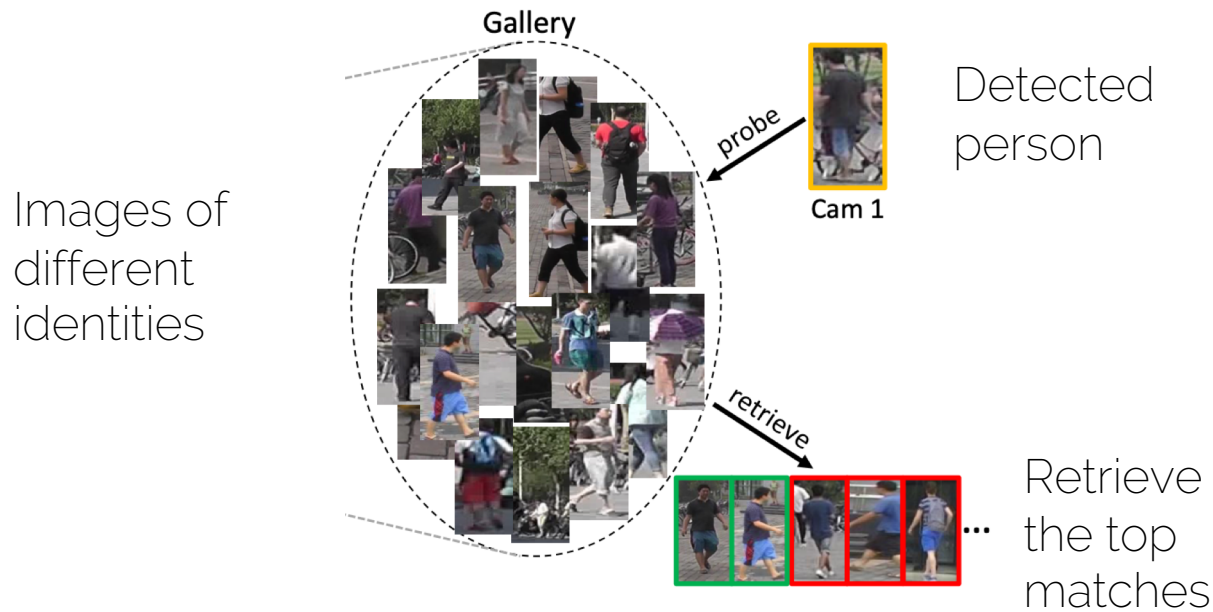 Gallery
Detected
person
probe
Cam 1
Images of
different
identities
retrieve
...
Retrieve
the top
matches